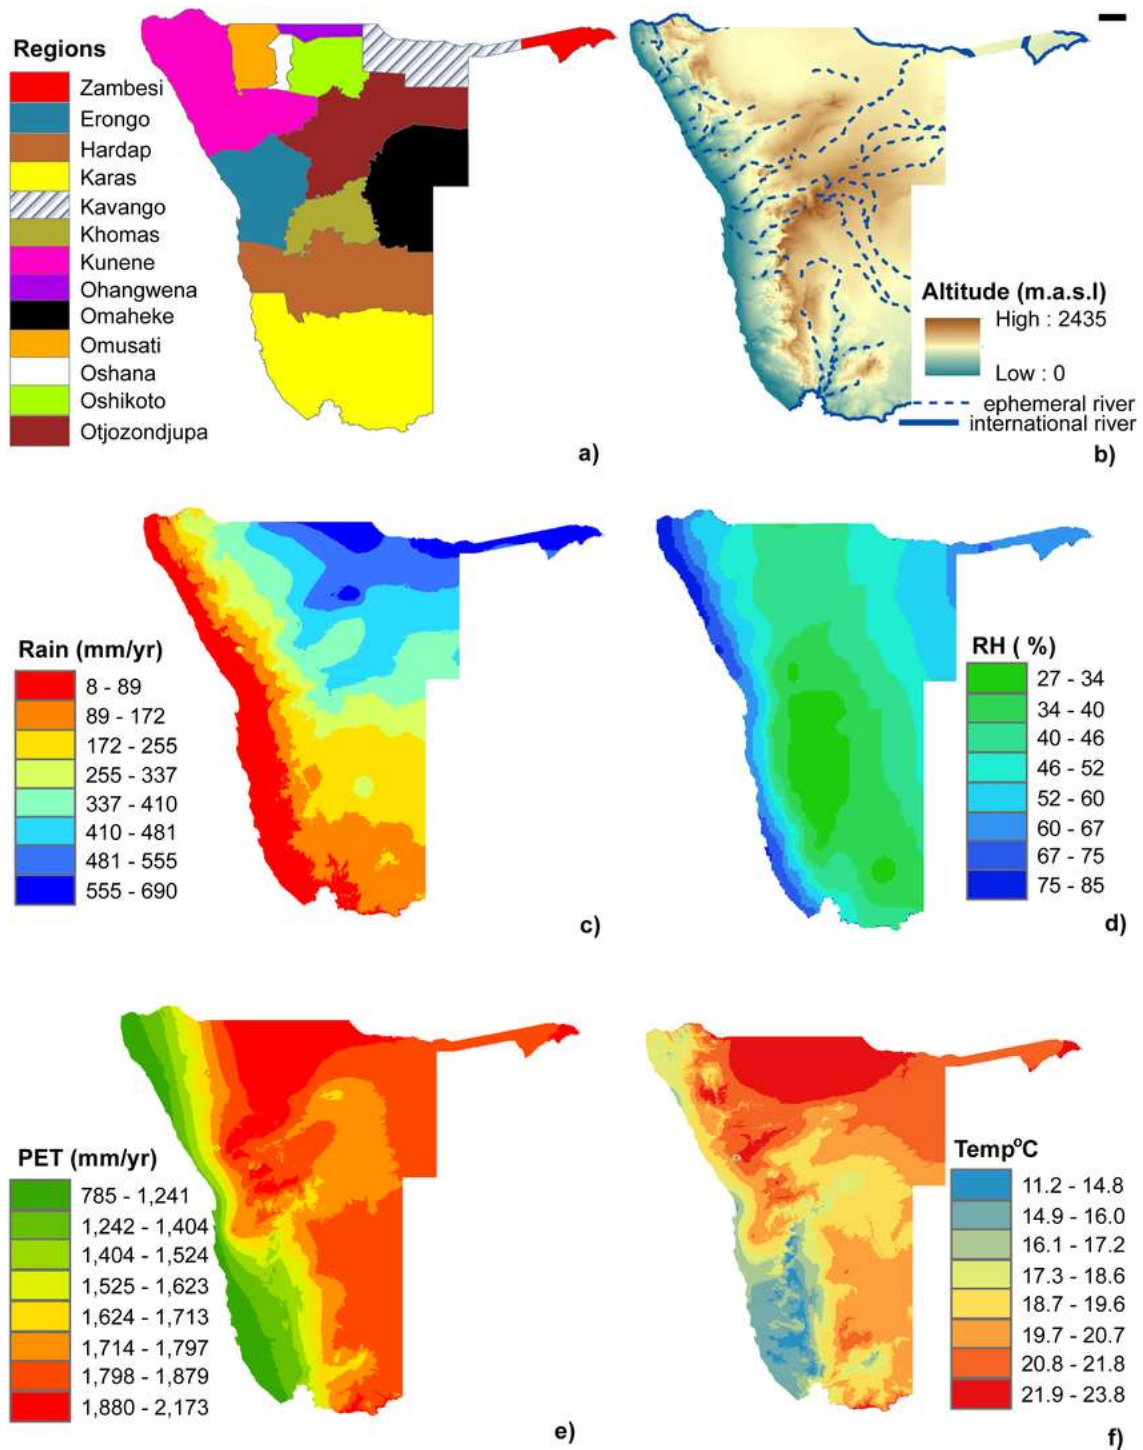 Regions
Zambesi
Erongo
Hardap
Karas
Kavango
Khomas
Kunene
Ohangwena
Omaheke
Omusati
Oshana
Oshikoto
Otjozondjupa
a)
Altitude (m.a.s.l)
High : 2435
Low : 0
ephemeral river
international river
b)
Rain (mm/yr)
8 - 89
89 - 172
172 - 255
255 - 337
337 - 410
410 - 481
481 - 555
555 - 690
c)
RH ( %)
27 - 34
34 - 40
40 - 46
46 - 52
52 - 60
60 - 67
67 - 75
75 - 85
d)
PET (mm/yr)
785 - 1,241
1,242 - 1,404
1,404 - 1,524
1,525 - 1,623
1,624 - 1,713
1,714 - 1,797
1,798 - 1,879
1,880 - 2,173
e)
TempºC
11.2 - 14.8
14.9 - 16.0
16.1 - 17.2
17.3 - 18.6
18.7 - 19.6
19.7 - 20.7
20.8 - 21.8
21.9 - 23.8
f)